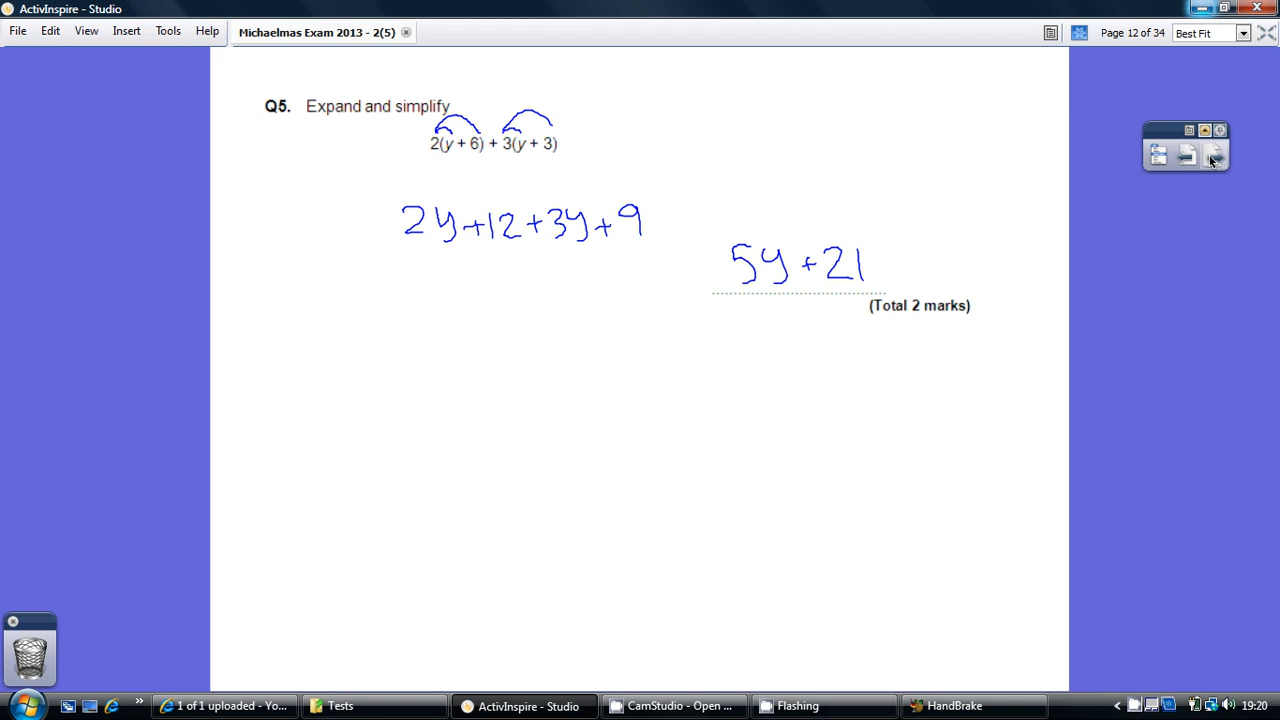 ActivInspire - Studio
File Edit View Insert Tools Help
Michaelmas Exam 2013 - 2(5)
Page 12 of 34
Best Fit
Q5. Expand and simplify
2(y + 6) + 3(y + 3)
2y+12+3y+9
5y+21
(Total 2 marks)
1 of 1 uploaded - Yo...
Tests
ActivInspire - Studio
CamStudio - Open ...
Flashing
HandBrake
19:20